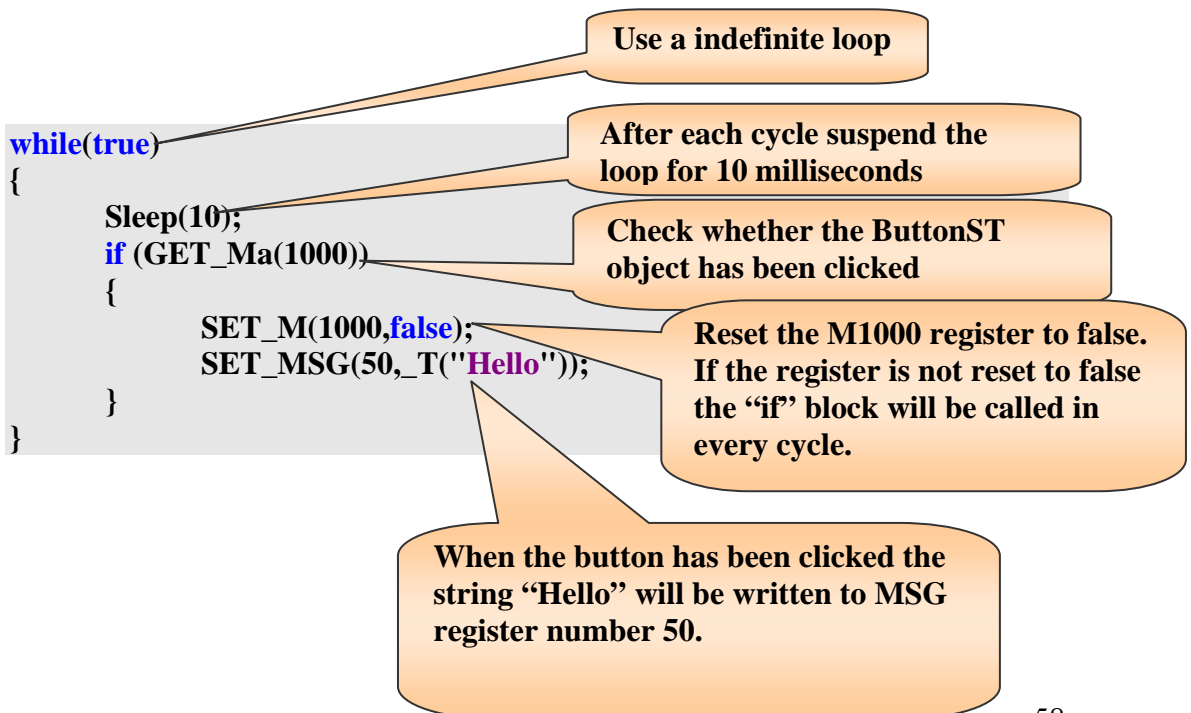 Use a indefinite loop
while(true)
After each cycle suspend the
loop for 10 milliseconds
{
Sleep(10);
if (GET_Ma(1000))
Check whether the ButtonST
object has been clicked
{
SET_M(1000,false);
SET_MSG(50,_T("Hello"));
Reset the M1000 register to false.
If the register is not reset to false
the “if” block will be called in
every cycle.
}
}
When the button has been clicked the
string “Hello” will be written to MSG
register number 50.